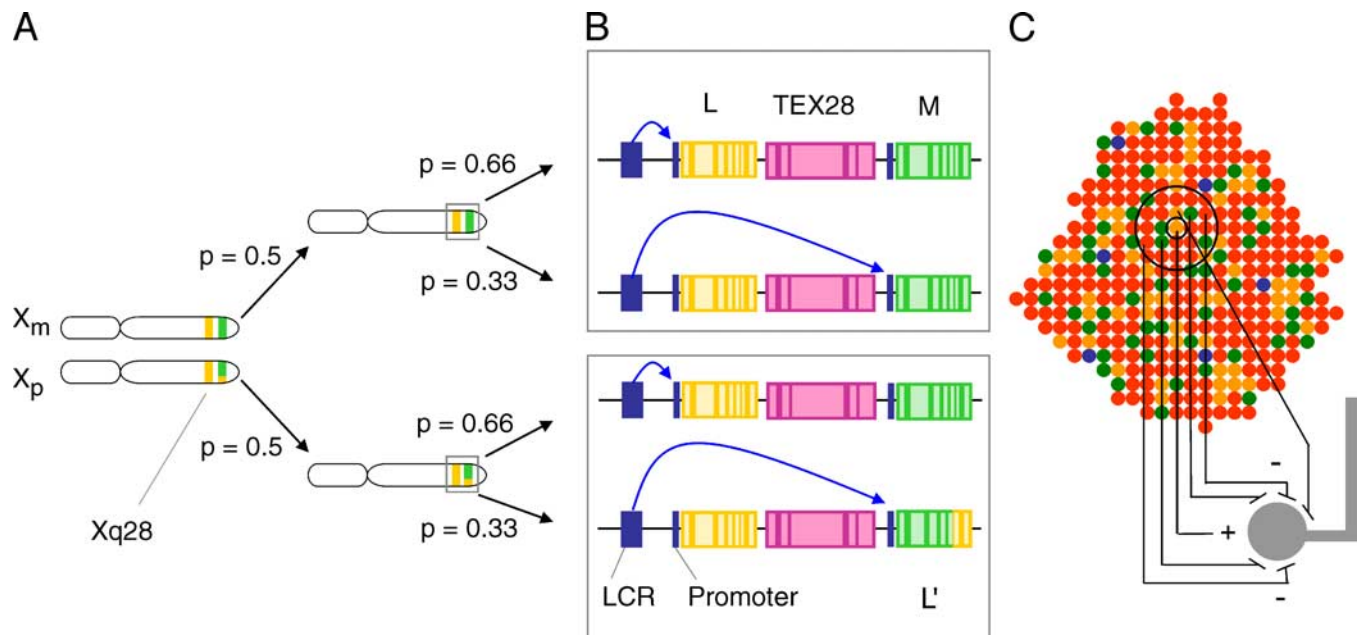 A
B
C
L TEX28 M
p = 0.66
p = 0.5
p = 0.33
Xm
Xp
p = 0.66
p = 0.5
p = 0.33
Xq28
LCR Promoter L'
-
+
-